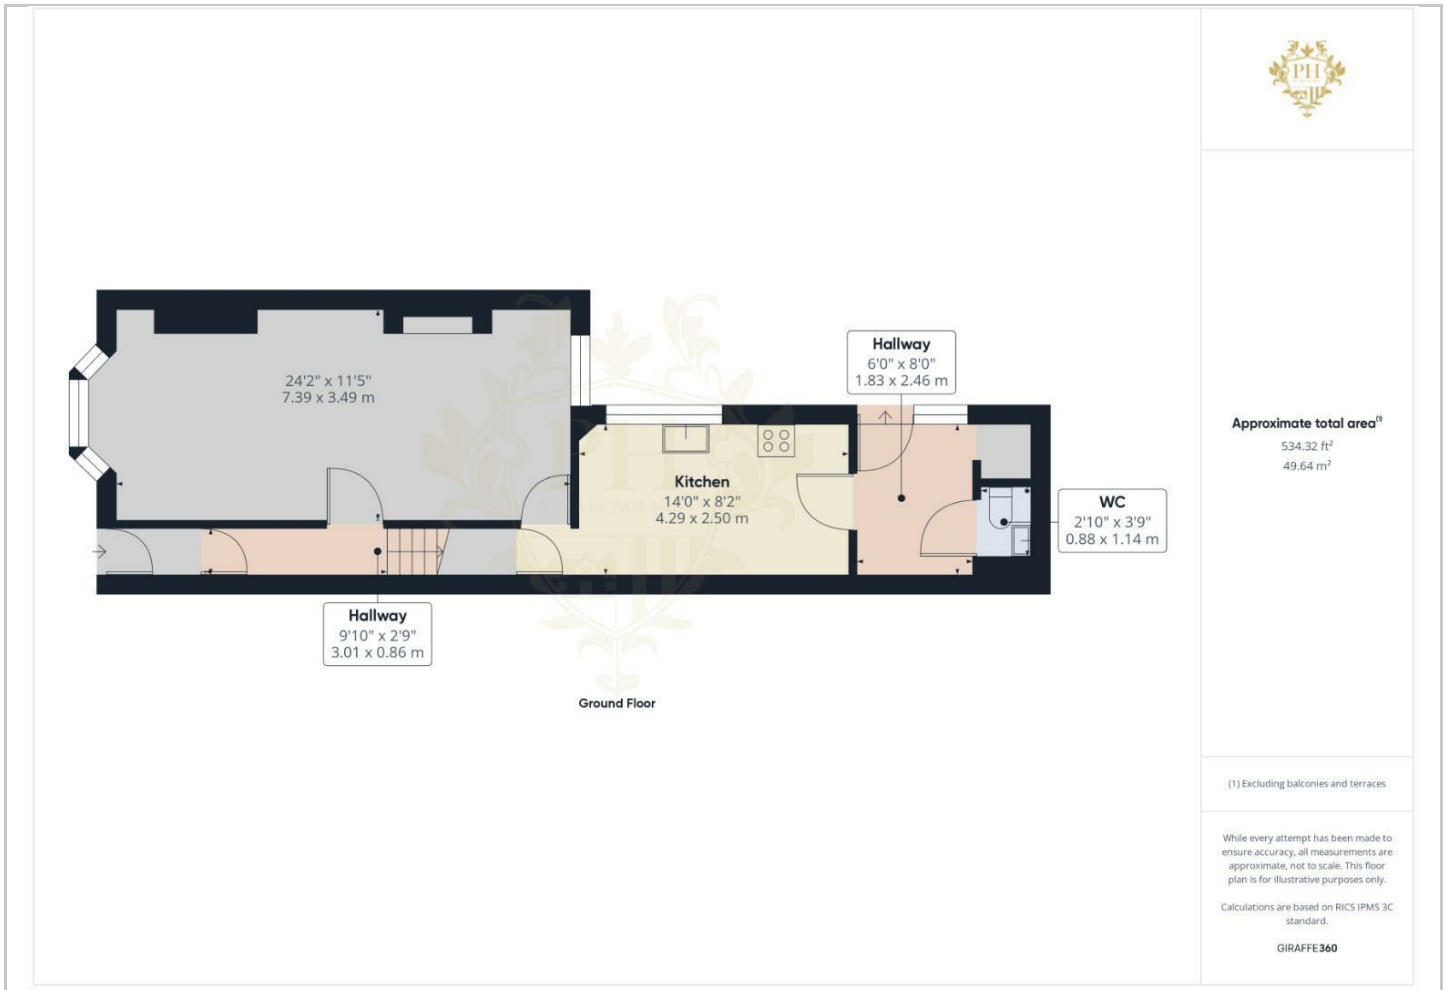 PH
24'2" x 11'5"
7.39 x 3.49 m
Hallway
6'0" x 8'0"
1.83 x 2.46 m
Kitchen
14'0" x 8'2"
4.29 x 2.50 m
WC
2'10" x 3'9"
0.88 x 1.14 m
Hallway
9'10" x 2'9"
3.01 x 0.86 m
Ground Floor
Approximate total area⁽¹⁾
534.32 ft²
49.64 m²
(1) Excluding balconies and terraces
While every attempt has been made to
ensure accuracy, all measurements are
approximate, not to scale. This floor
plan is for illustrative purposes only.
Calculations are based on RICS IPMS 3C
standard.
GIRAFFE360